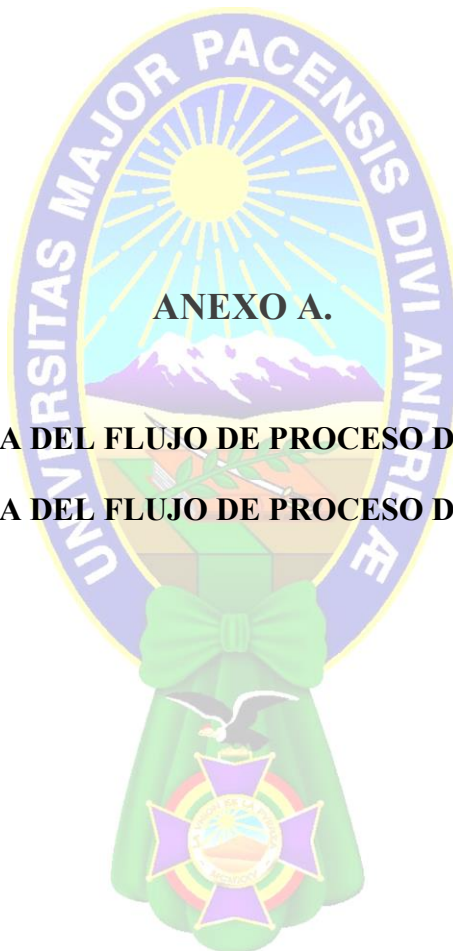 UNIVERSITAS MAJOR PACENSIS DIVI ANDREÆ
ANEXO A.
A DEL FLUJO DE PROCESO D
A DEL FLUJO DE PROCESO D